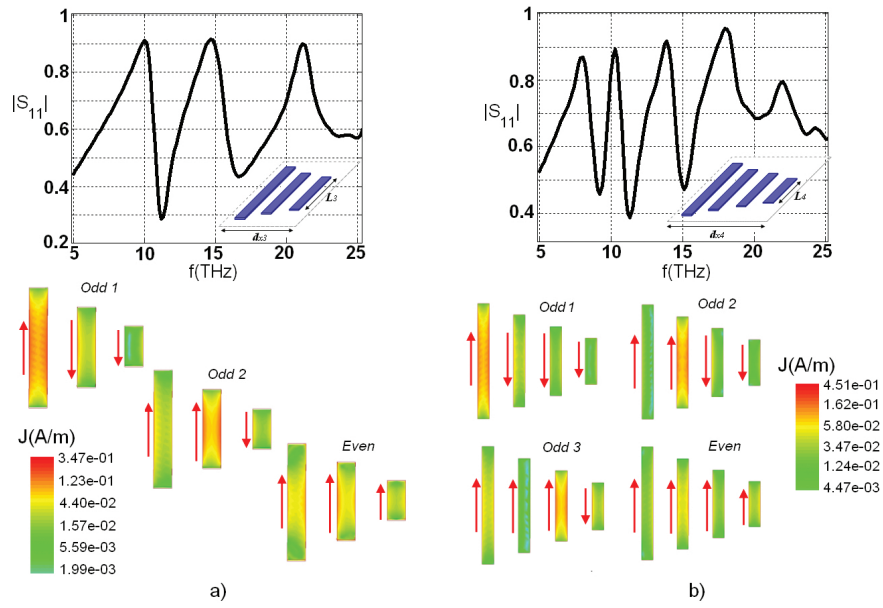 1
0.8
|S11|
0.6
0.4
0.2
5
10
15
20
25
f(THz)
L3
dx3
1
0.8
|S11|
0.6
0.4
5
10
15
20
25
f(THz)
L4
dx4
Odd 1
Odd 2
Even
J(A/m)
3.47e-01
1.23e-01
4.40e-02
1.57e-02
5.59e-03
1.99e-03
a)
Odd 1
Odd 2
Odd 3
Even
J(A/m)
4.51e-01
1.62e-01
5.80e-02
3.47e-02
1.24e-02
4.47e-03
b)